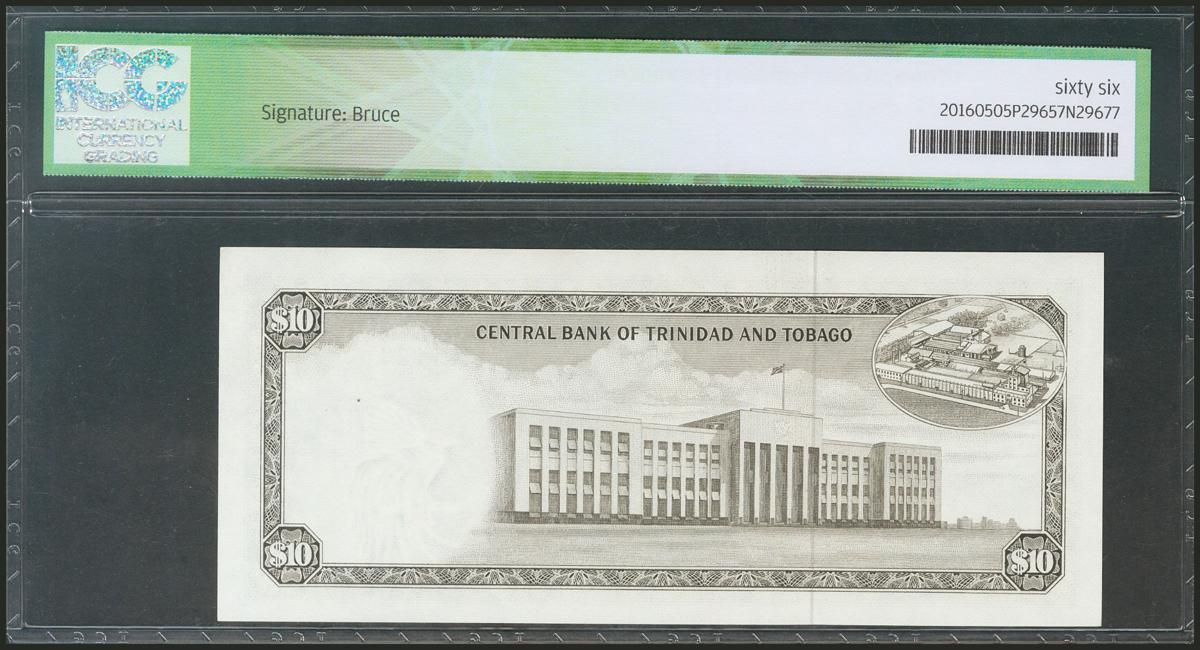 ICG
INTERNATIONAL
CURRENCY
GRADING
Signature: Bruce
sixty six
20160505P29657N29677
$10
CENTRAL BANK OF TRINIDAD AND TOBAGO
$10
$10